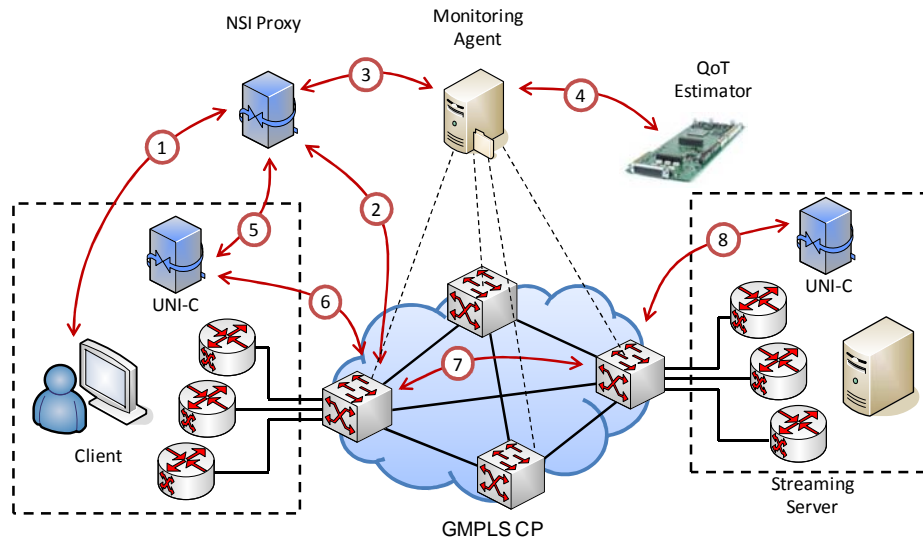 NSI Proxy
Monitoring
Agent
QoT
Estimator
3
4
1
2
5
8
UNI-C
UNI-C
6
7
Client
Streaming
Server
GMPLS CP